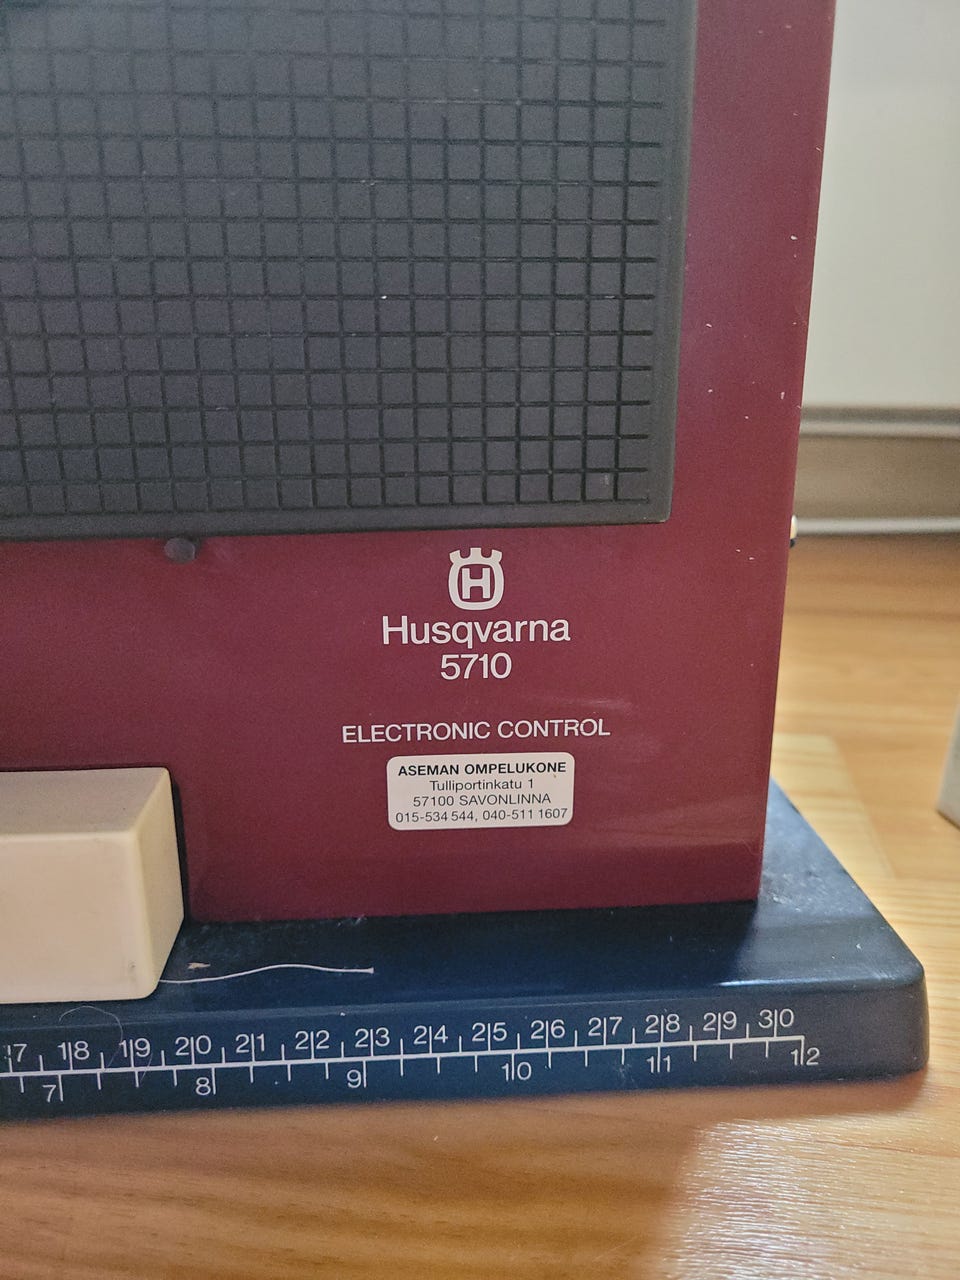 H
Husqvarna
5710
ELECTRONIC CONTROL
ASEMAN OMPELUKONE
Tulliportinkatu 1
57100 SAVONLINNA
015-534 544, 040-511 1607
17 18 19 20 21 22 23 24 25 26 27 28 29 30
7 8 9 10 11 12